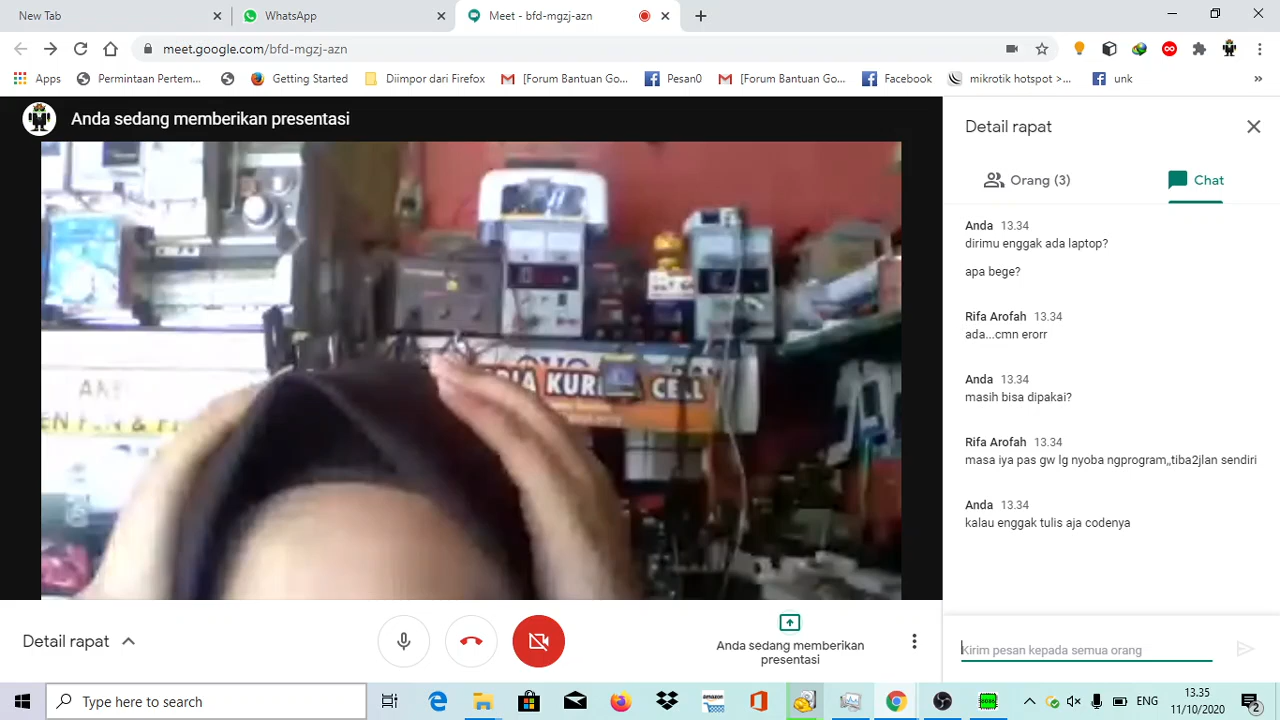 New Tab
WhatsApp
Meet - bfd-mgzj-azn
meet.google.com/bfd-mgzj-azn
Apps
Permintaan Pertem...
Getting Started
Diimpor dari Firefox
[Forum Bantuan Go...
Pesan0
[Forum Bantuan Go...
Facebook
mikrotik hotspot >...
unk
»
Anda sedang memberikan presentasi
KUR
CELL
Detail rapat
Orang (3)
Chat
Anda 13.34
dirimu enggak ada laptop?
apa bege?
Rifa Arofah 13.34
ada...cmn erorr
Anda 13.34
masih bisa dipakai?
Rifa Arofah 13.34
masa iya pas gw lg nyoba ngprogram,,tiba2jlan sendiri
Anda 13.34
kalau enggak tulis aja codenya
Kirim pesan kepada semua orang
Detail rapat
Anda sedang memberikan
presentasi
Type here to search
ENG
13.35
11/10/2020
2